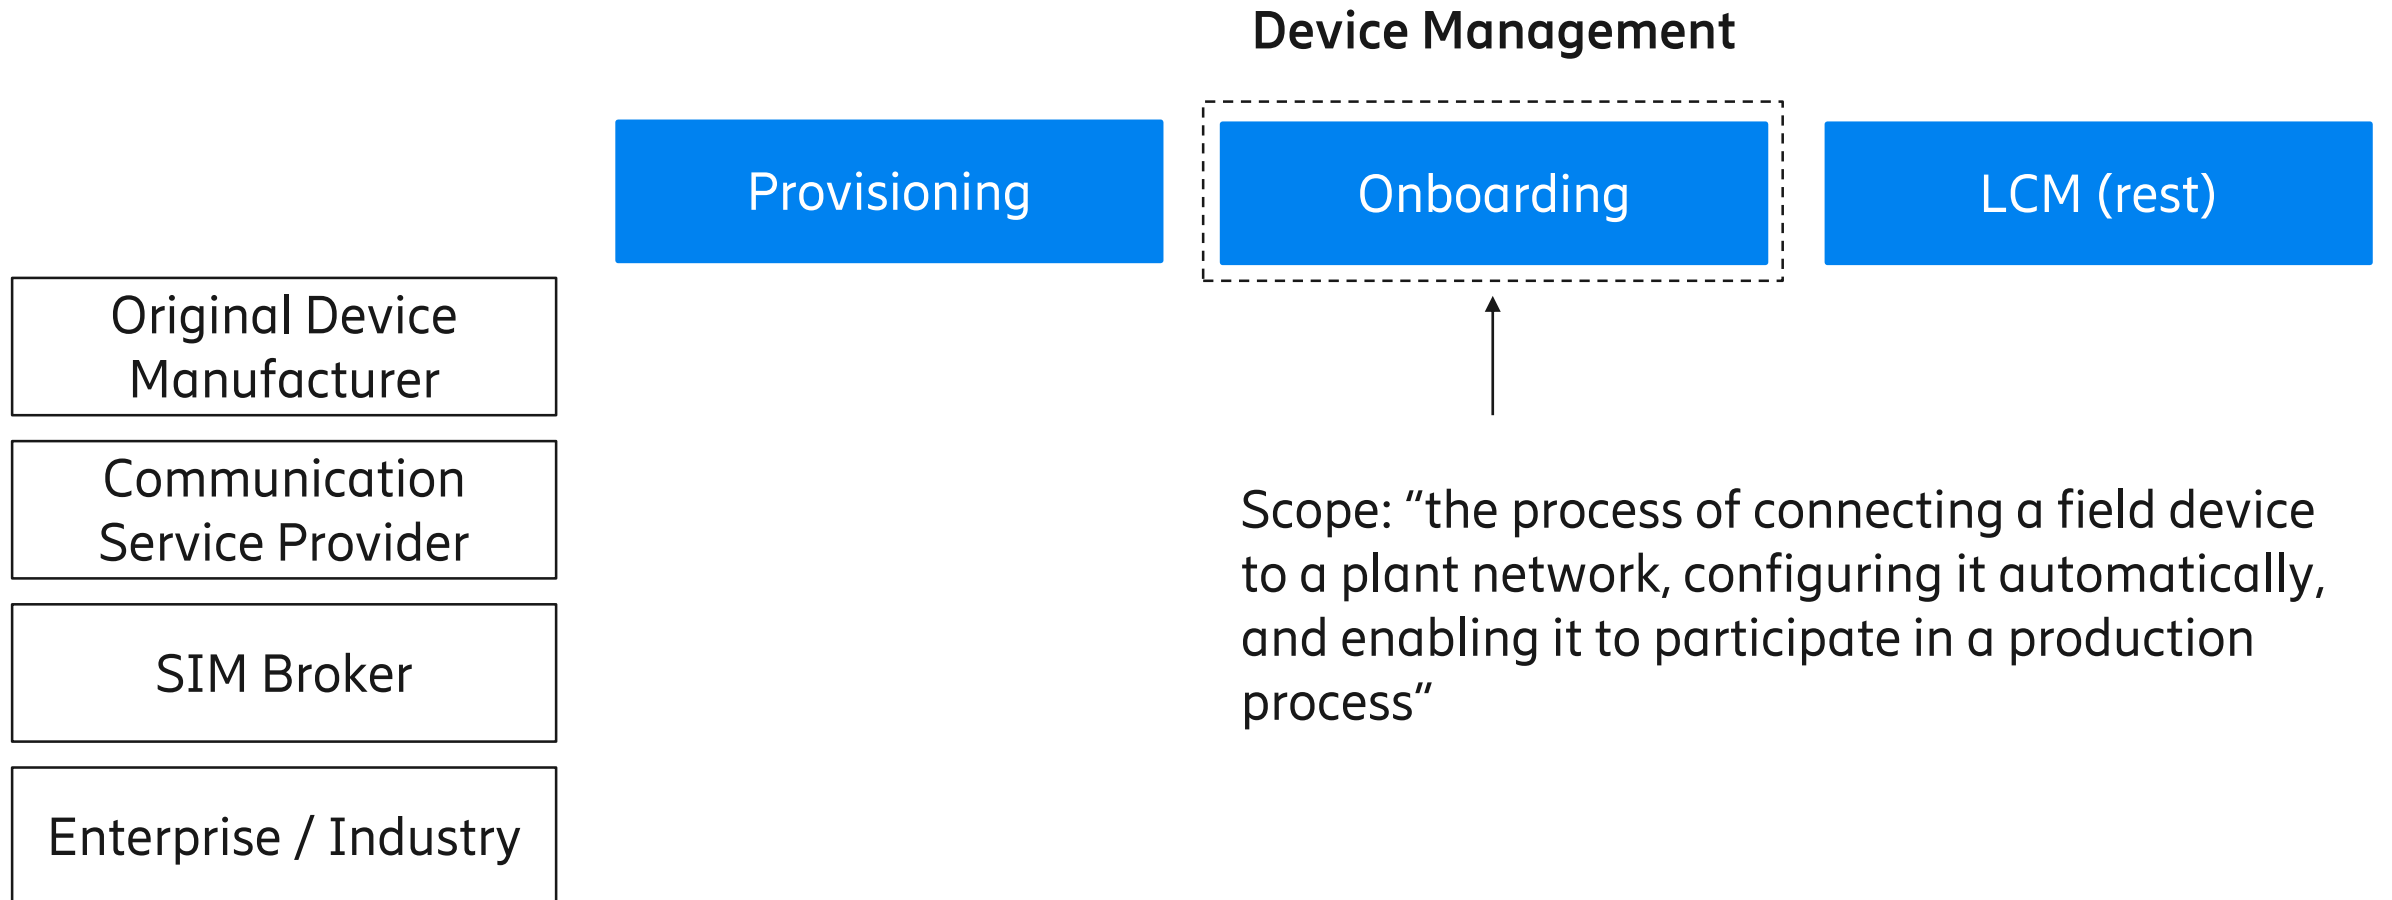 Device Management
Provisioning
Onboarding
LCM (rest)
Original Device
Manufacturer
Communication
Service Provider
SIM Broker
Enterprise / Industry
Scope: “the process of connecting a field device
to a plant network, configuring it automatically,
and enabling it to participate in a production
process“